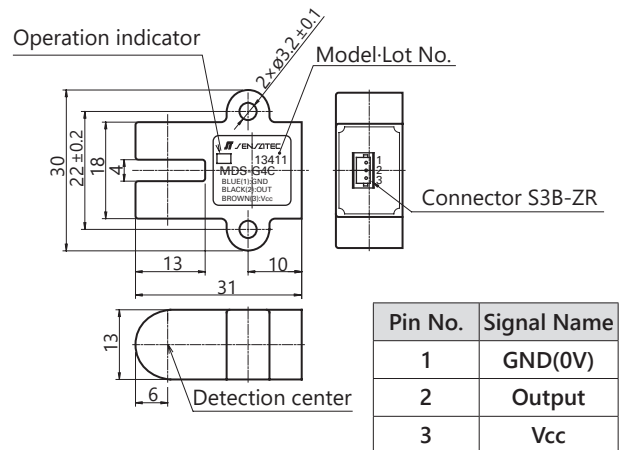 Operation indicator
2×ø3.2±0.1
Model·Lot No.
SENSATEC
13411
MDS-G4C
BLUE(1):GND
BLACK(2):OUT
BROWN(3):Vcc
30
22±0.2
18
4
13
10
31
1
2
3
Connector S3B-ZR
13
6
Detection center
Pin No. Signal Name
1 GND(0V)
2 Output
3 Vcc